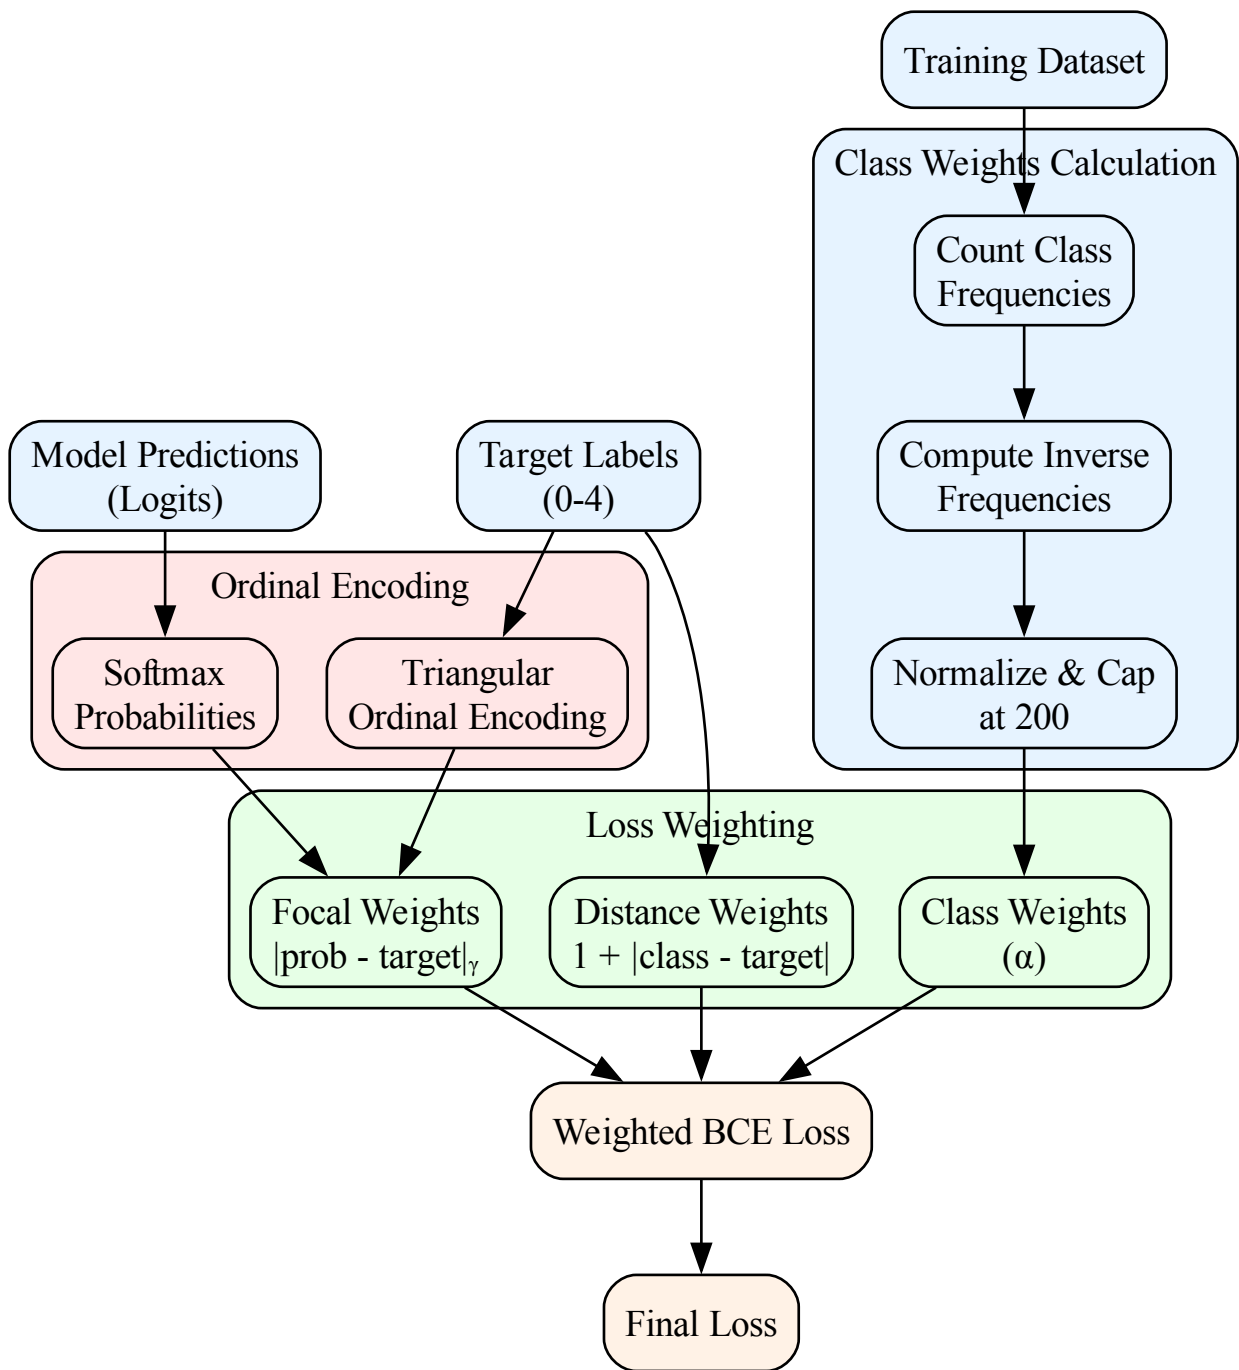 Training Dataset
Class Weights Calculation
Count Class
Frequencies
Compute Inverse
Frequencies
Normalize & Cap
at 200
Model Predictions
(Logits)
Target Labels
(0-4)
Ordinal Encoding
Softmax
Probabilities
Triangular
Ordinal Encoding
Loss Weighting
Focal Weights
|prob - target|ᵧ
Distance Weights
1 + |class - target|
Class Weights
(α)
Weighted BCE Loss
Final Loss